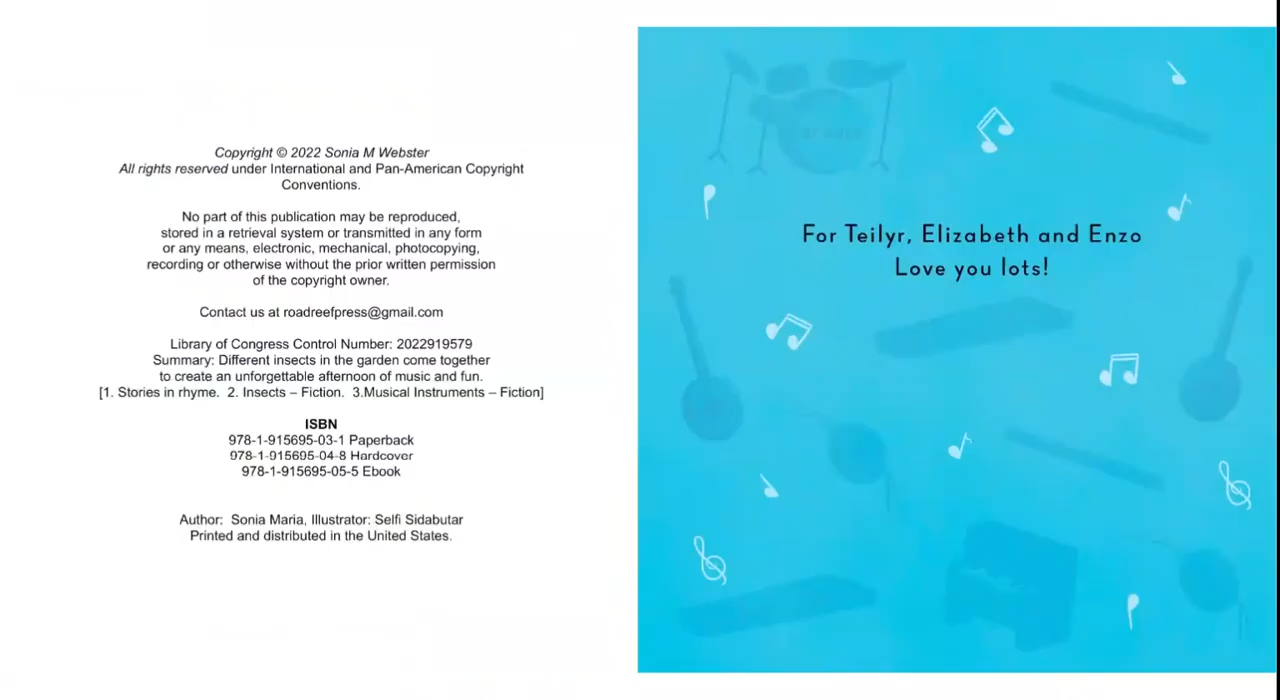 Copyright © 2022 Sonia M Webster
All rights reserved under International and Pan-American Copyright
Conventions.
No part of this publication may be reproduced,
stored in a retrieval system or transmitted in any form
or any means, electronic, mechanical, photocopying,
recording or otherwise without the prior written permission
of the copyright owner.
Contact us at roadreefpress@gmail.com
Library of Congress Control Number: 2022919579
Summary: Different insects in the garden come together
to create an unforgettable afternoon of music and fun.
[1. Stories in rhyme. 2. Insects – Fiction. 3.Musical Instruments – Fiction]
ISBN
978-1-915695-03-1 Paperback
978-1-915695-04-8 Hardcover
978-1-915695-05-5 Ebook
Author: Sonia Maria, Illustrator: Selfi Sidabutar
Printed and distributed in the United States.
For Teilyr, Elizabeth and Enzo
Love you lots!